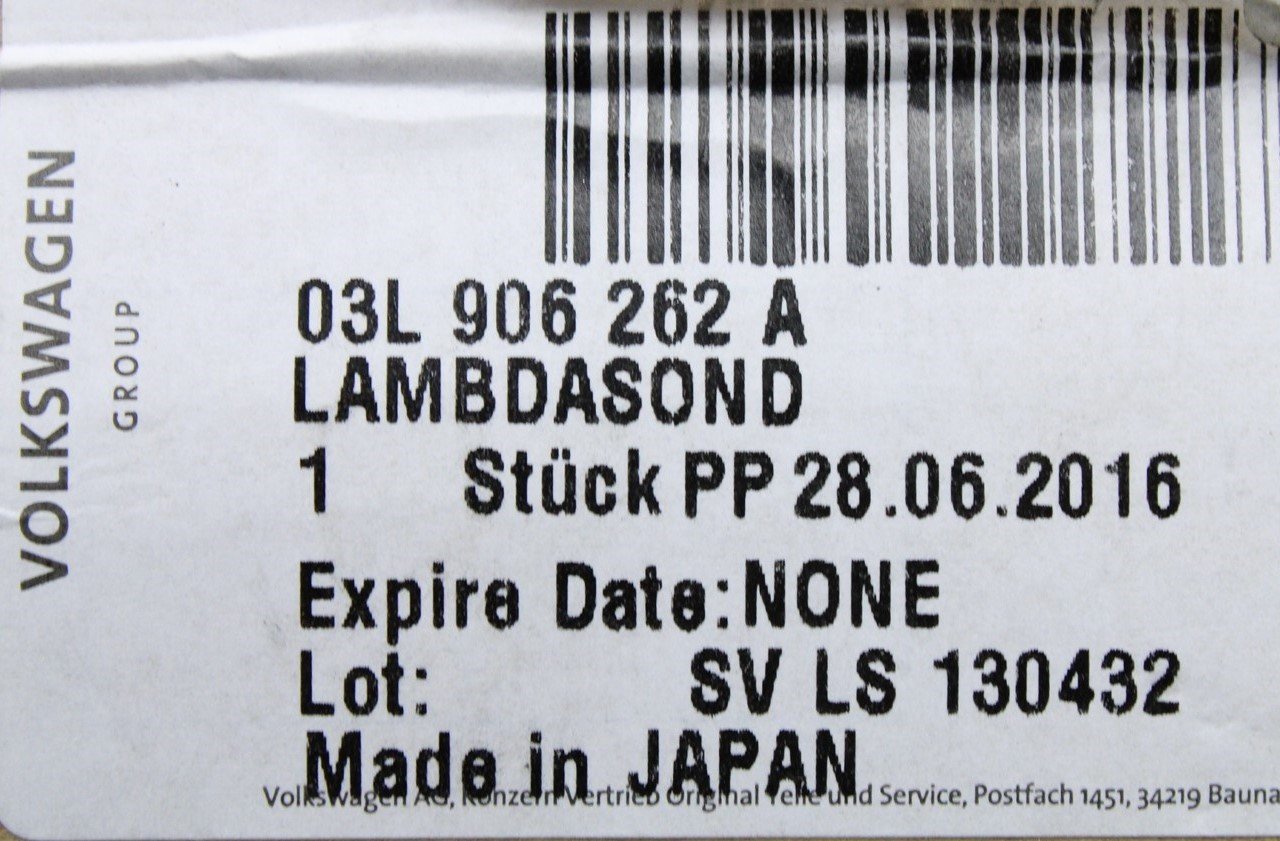 VOLKSWAGEN
GROUP
03L 906 262 A
LAMBDASOND
1 Stück PP 28.06.2016
Expire Date:NONE
Lot: SV LS 130432
Made in JAPAN
Volkswagen AG, Konzern Vertrieb Original Teile und Service, Postfach 1451, 34219 Bauna